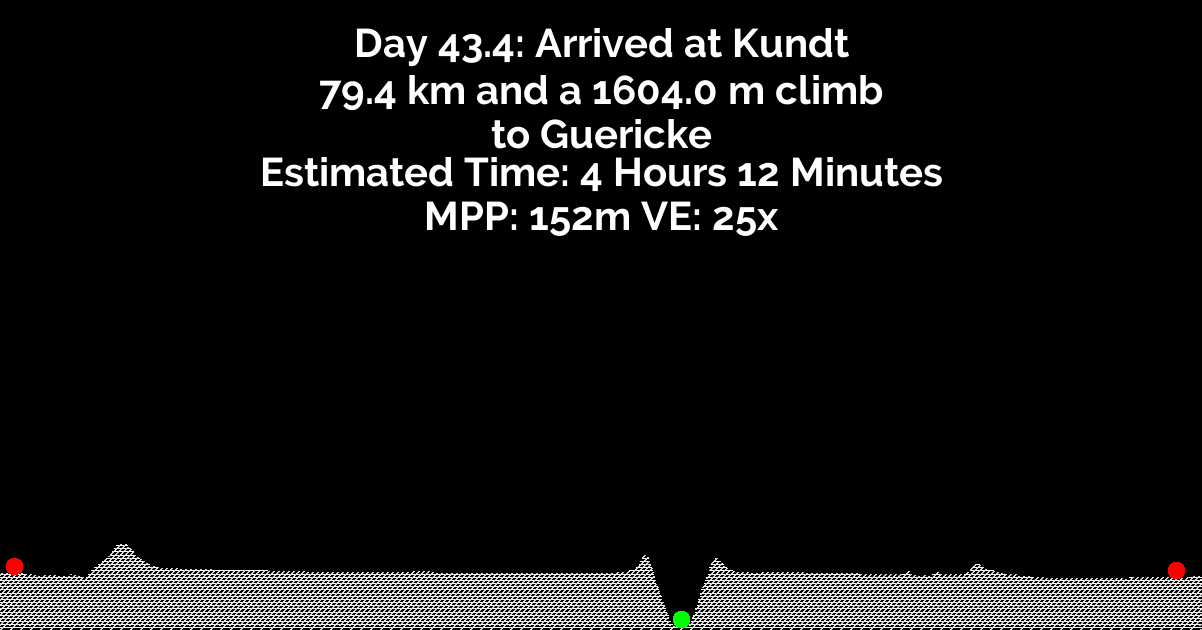 Day 43.4: Arrived at Kundt
79.4 km and a 1604.0 m climb
to Guericke
Estimated Time: 4 Hours 12 Minutes
MPP: 152m VE: 25x